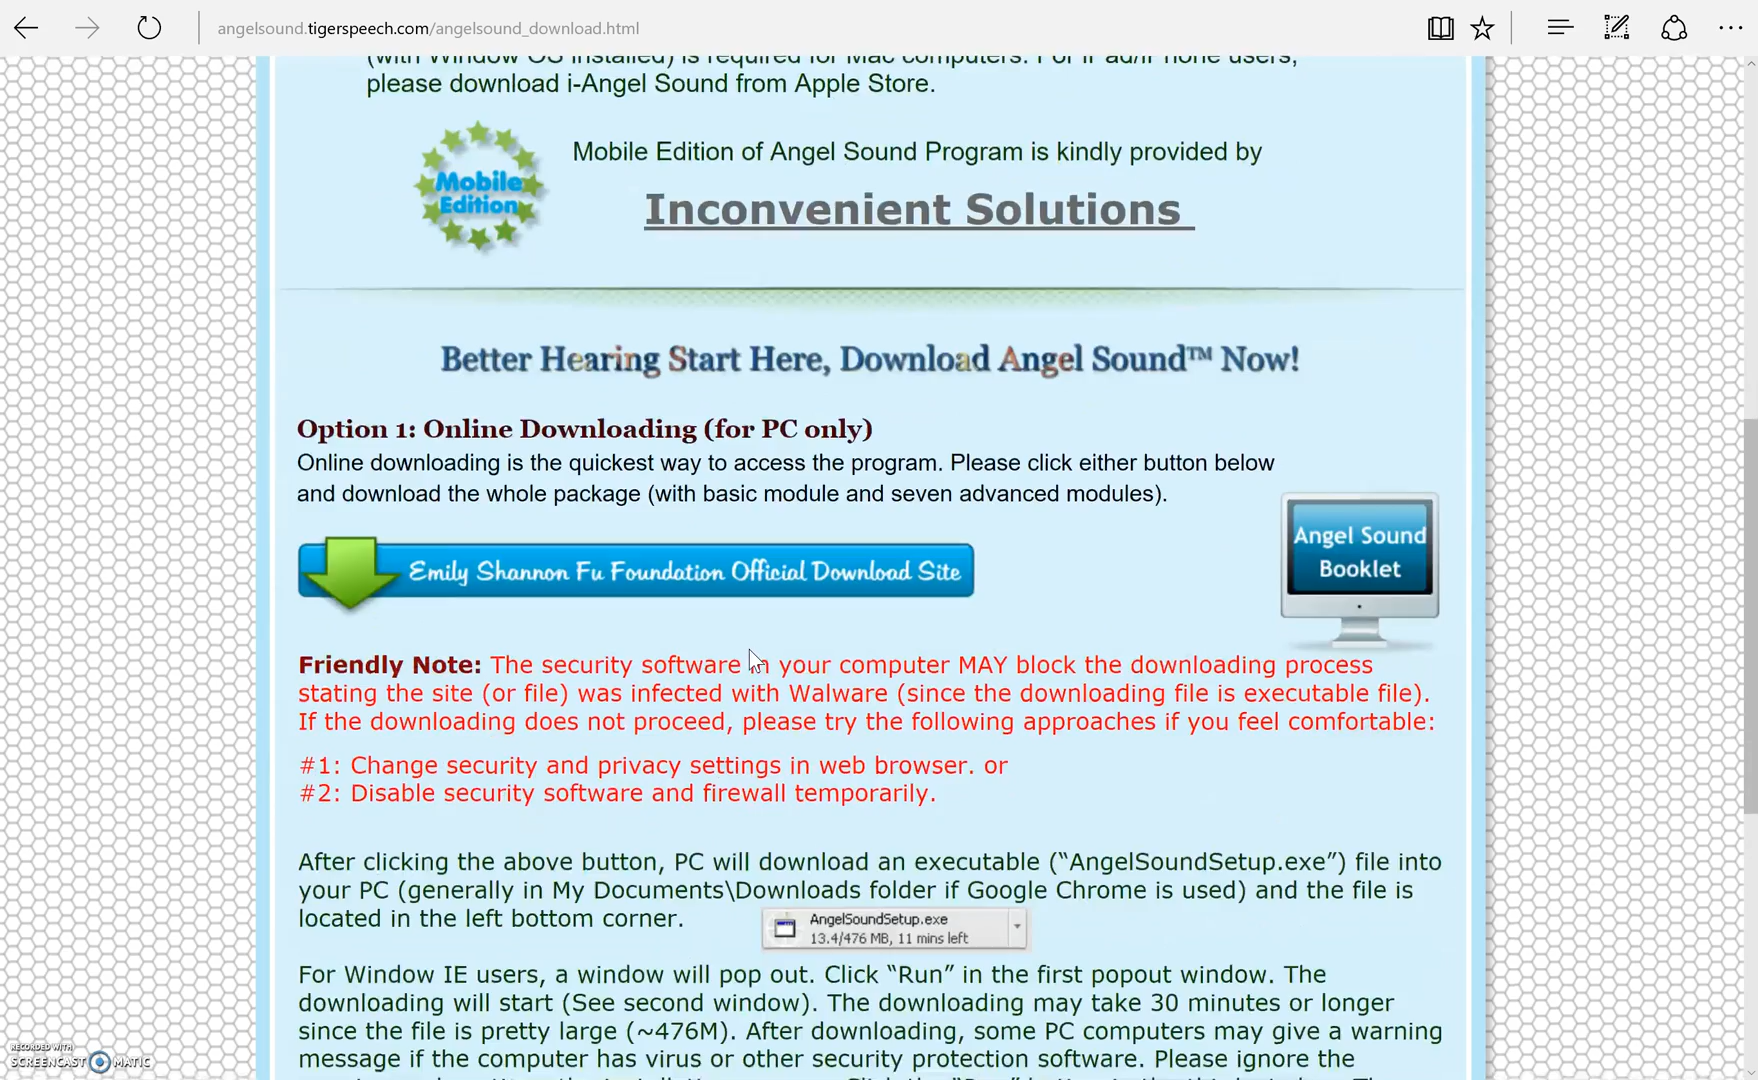 angelsound.tigerspeech.com/angelsound_download.html
(with Window OS installed) is required for Mac computers. For iPad/iPhone users,
please download i-Angel Sound from Apple Store.
Mobile
Edition
Mobile Edition of Angel Sound Program is kindly provided by
Inconvenient Solutions
Better Hearing Start Here, Download Angel Sound™ Now!
Option 1: Online Downloading (for PC only)
Online downloading is the quickest way to access the program. Please click either button below
and download the whole package (with basic module and seven advanced modules).
Emily Shannon Fu Foundation Official Download Site
Angel Sound
Booklet
Friendly Note: The security software in your computer MAY block the downloading process
stating the site (or file) was infected with Walware (since the downloading file is executable file).
If the downloading does not proceed, please try the following approaches if you feel comfortable:
#1: Change security and privacy settings in web browser. or
#2: Disable security software and firewall temporarily.
After clicking the above button, PC will download an executable (“AngelSoundSetup.exe”) file into
your PC (generally in My Documents\Downloads folder if Google Chrome is used) and the file is
located in the left bottom corner.
AngelSoundSetup.exe
13.4/476 MB, 11 mins left
For Window IE users, a window will pop out. Click “Run” in the first popout window. The
downloading will start (See second window). The downloading may take 30 minutes or longer
since the file is pretty large (~476M). After downloading, some PC computers may give a warning
message if the computer has virus or other security protection software. Please ignore the
RECORDED WITH
SCREENCAST MATIC